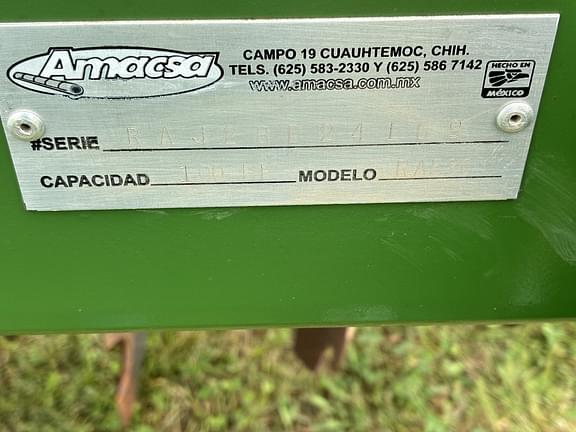 Amacsa
CAMPO 19 CUAUHTEMOC, CHIH.
TELS. (625) 583-2330 Y (625) 586 7142
www.amacsa.com.mx
HECHO EN
MÉXICO
#SERIE
CAPACIDAD
MODELO